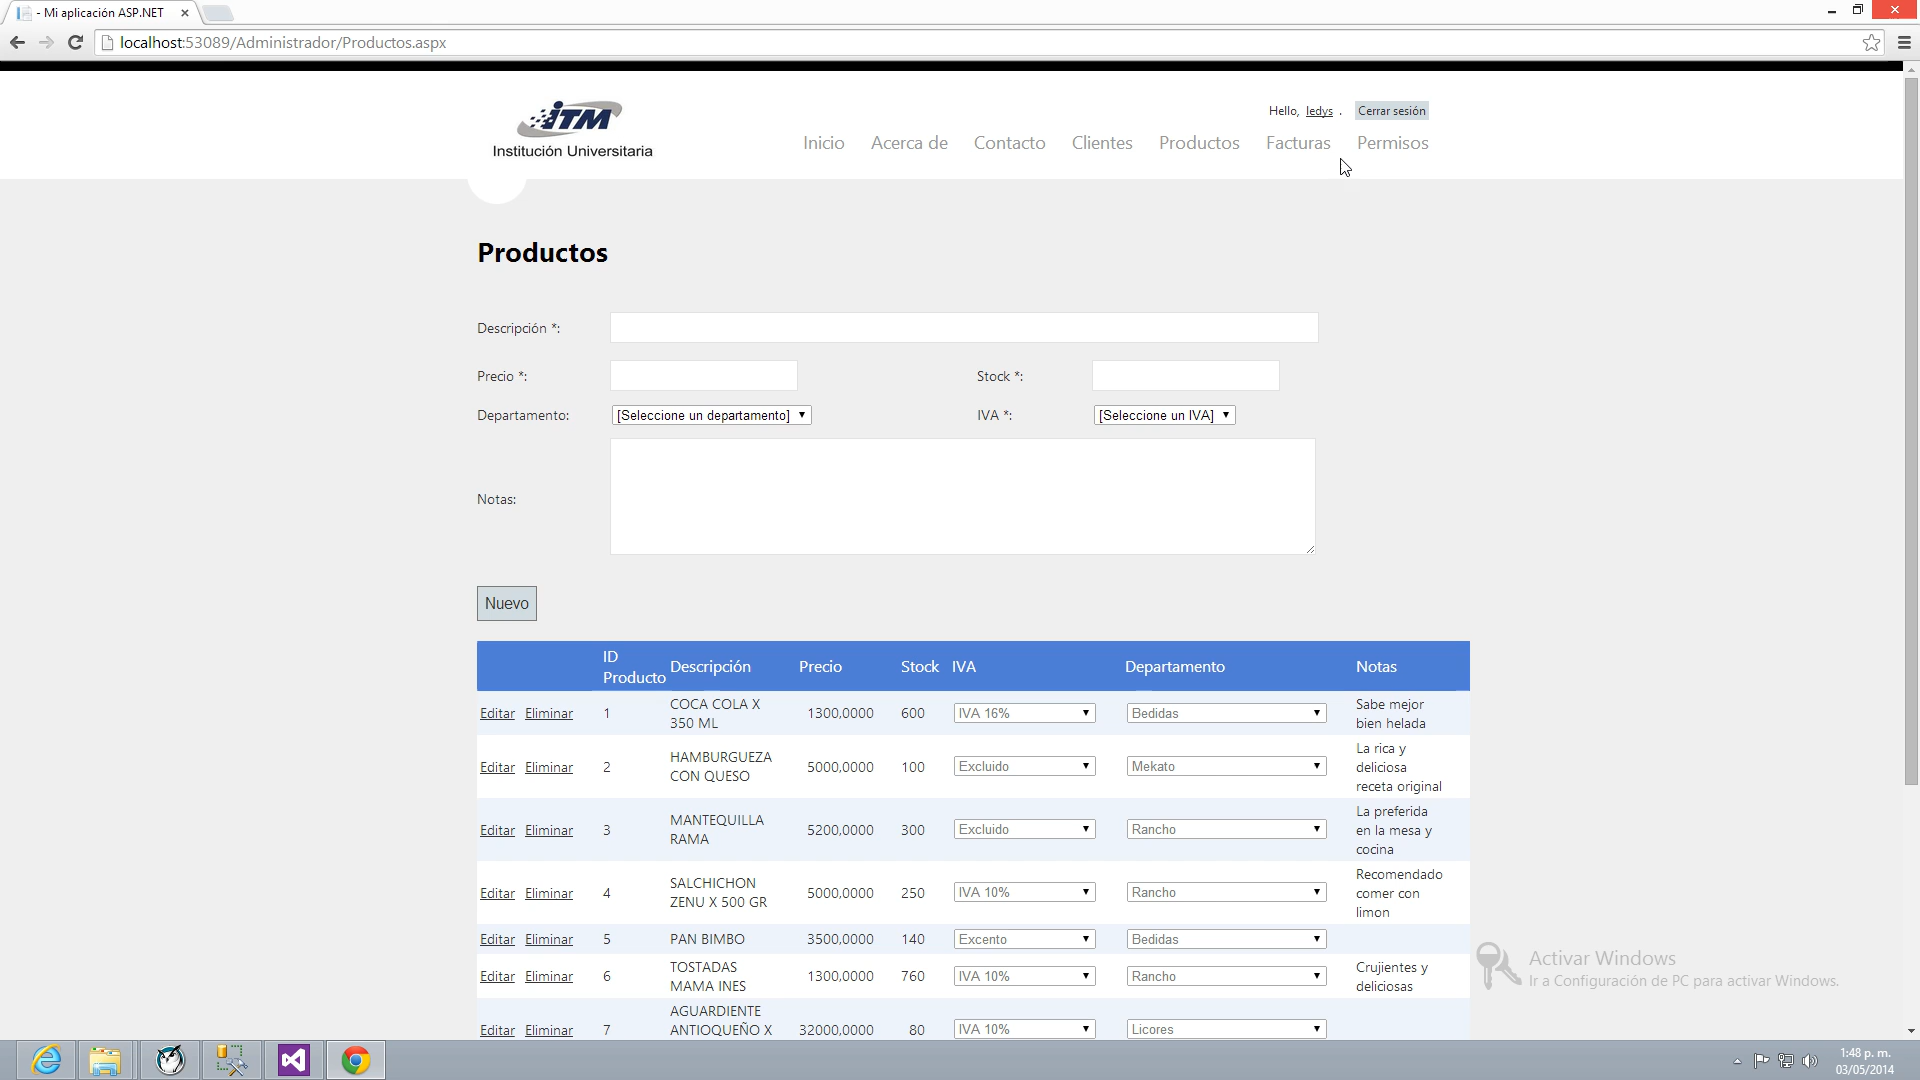 - Mi aplicación ASP.NET
localhost:53089/Administrador/Productos.aspx
iTM
Institución Universitaria
Hello, ledys . Cerrar sesión
Inicio Acerca de Contacto Clientes Productos Facturas Permisos
Productos
Descripción *:
Precio *: Stock *:
Departamento: [Seleccione un departamento] IVA *: [Seleccione un IVA]
Notas:
Nuevo
ID Producto Descripción Precio Stock IVA Departamento Notas
Editar Eliminar 1 COCA COLA X 350 ML 1300,0000 600 IVA 16% Bedidas Sabe mejor bien helada
Editar Eliminar 2 HAMBURGUEZA CON QUESO 5000,0000 100 Excluido Mekato La rica y deliciosa receta original
Editar Eliminar 3 MANTEQUILLA RAMA 5200,0000 300 Excluido Rancho La preferida en la mesa y cocina
Editar Eliminar 4 SALCHICHON ZENU X 500 GR 5000,0000 250 IVA 10% Rancho Recomendado comer con limon
Editar Eliminar 5 PAN BIMBO 3500,0000 140 Excento Bedidas
Editar Eliminar 6 TOSTADAS MAMA INES 1300,0000 760 IVA 10% Rancho Crujientes y deliciosas
Editar Eliminar 7 AGUARDIENTE ANTIOQUEÑO X 32000,0000 80 IVA 10% Licores
Activar Windows
Ir a Configuración de PC para activar Windows.
1:48 p. m.
03/05/2014